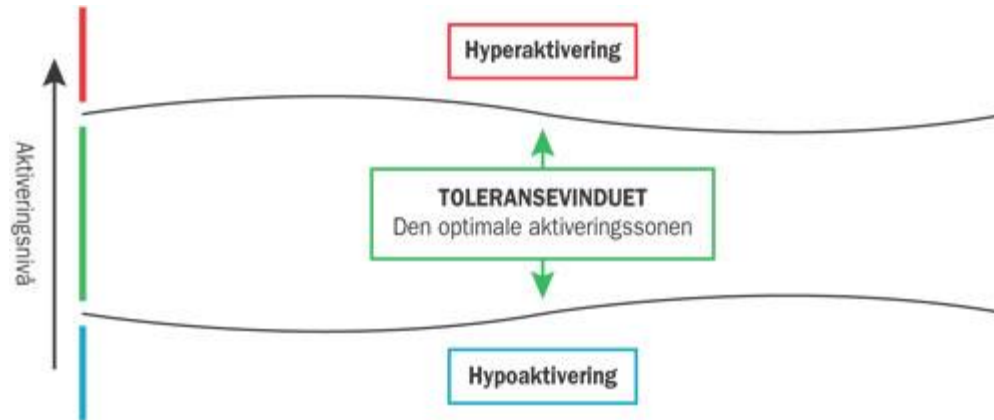 Hyperaktivering
Aktiveringsnivå
TOLERANSEVINDUET
Den optimale aktiveringssonen
Hypoaktivering